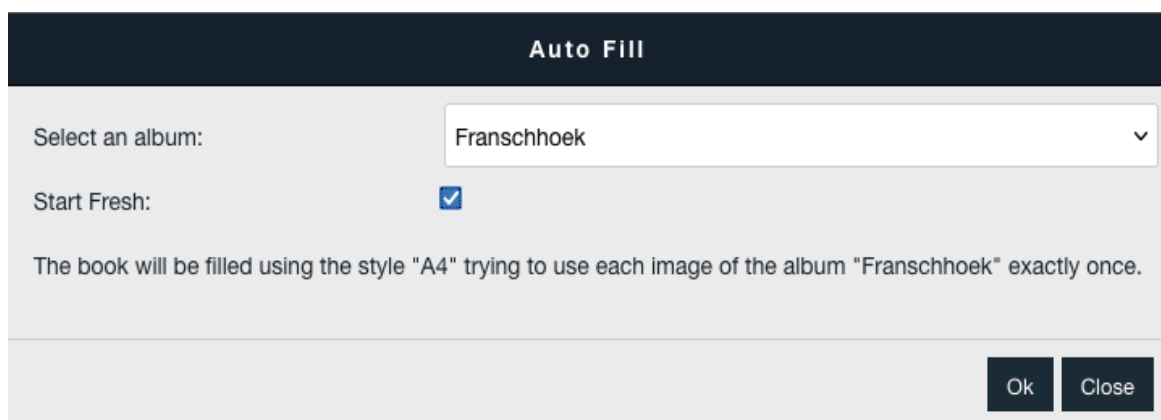 Auto Fill
Select an album: Franschhoek
Start Fresh:
The book will be filled using the style "A4" trying to use each image of the album "Franschhoek" exactly once.
Ok Close